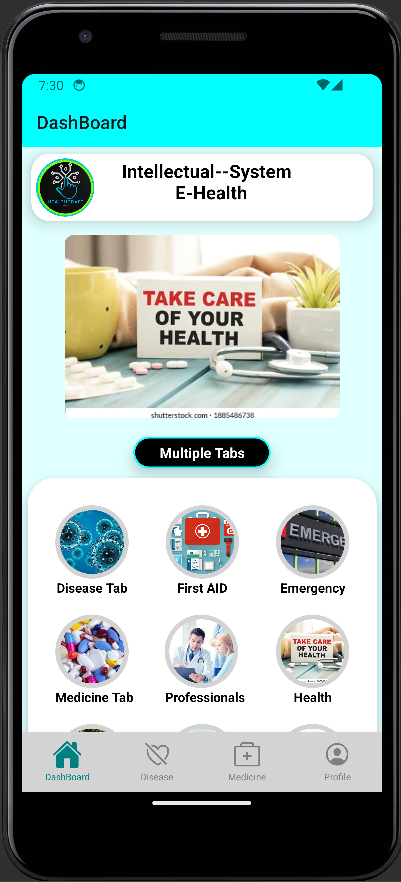 7:30
DashBoard
Intellectual--System
E-Health
HEALTHERAPY
TAKE CARE
OF YOUR
HEALTH
shutterstock.com · 1885486738
Multiple Tabs
EMERGE
Disease Tab First AID Emergency
TAKE CARE
OF YOUR
HEALTH
Medicine Tab Professionals Health
DashBoard Disease Medicine Profile